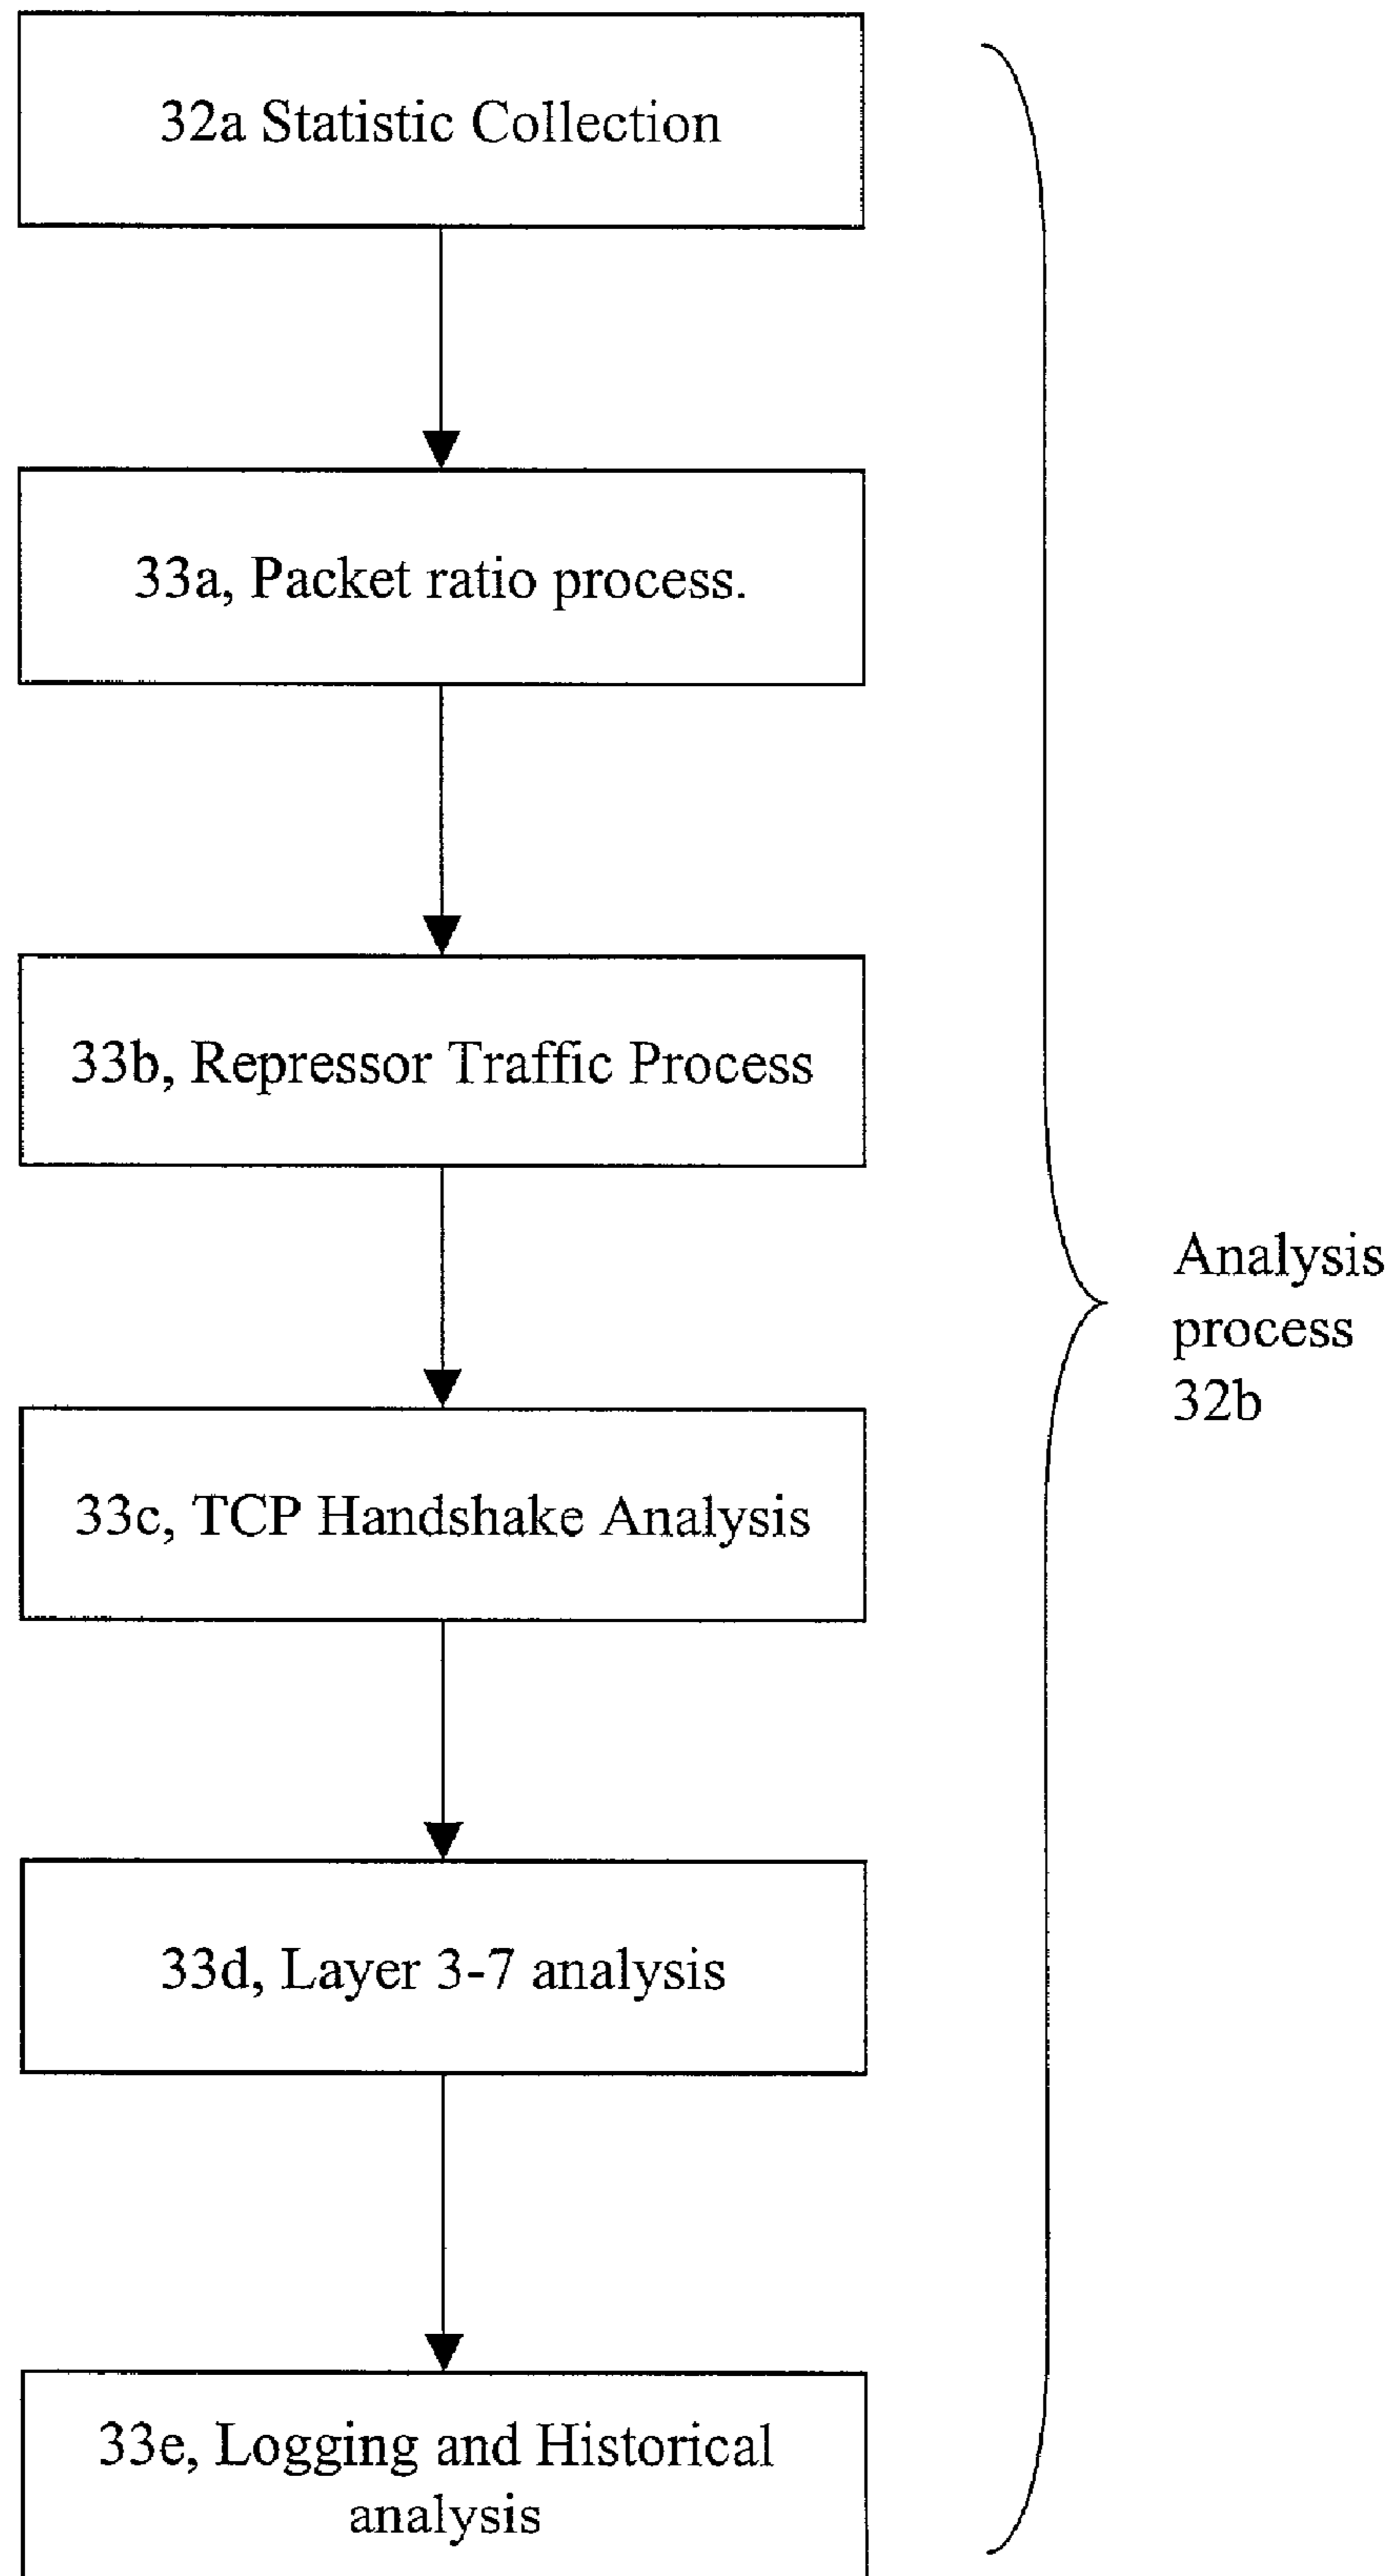 32a Statistic Collection
33a, Packet ratio process.
33b, Repressor Traffic Process
33c, TCP Handshake Analysis
33d, Layer 3-7 analysis
33e, Logging and Historical
analysis
Analysis
process
32b